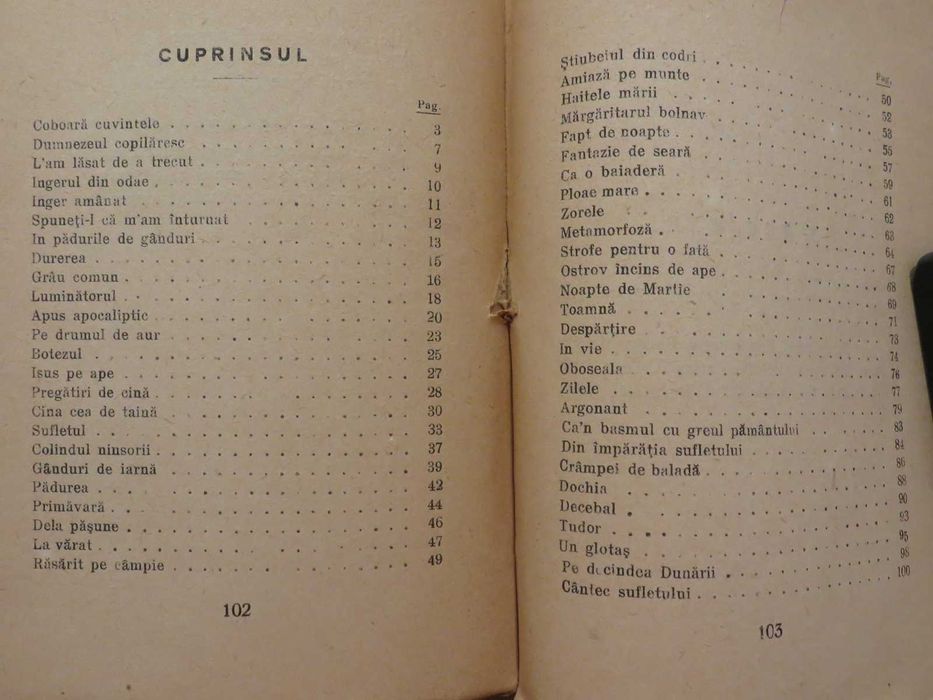 CUPRINSUL
Pag.
Coboară cuvintele . . . . . . . . . . . . . 3
Dumnezeul copilăresc . . . . . . . . . . . 7
L'am lăsat de a trecut . . . . . . . . . . . 9
Ingerul din odae . . . . . . . . . . . . . 10
Inger amânat . . . . . . . . . . . . . . 11
Spuneți-I că m'am înturnat . . . . . . . . . 12
In pădurile de gânduri . . . . . . . . . . . 13
Durerea . . . . . . . . . . . . . . . . 15
Grâu comun . . . . . . . . . . . . . . . 16
Luminătorul . . . . . . . . . . . . . . . 18
Apus apocaliptic . . . . . . . . . . . . . 20
Pe drumul de aur . . . . . . . . . . . . . 23
Botezul . . . . . . . . . . . . . . . . 25
Isus pe ape . . . . . . . . . . . . . . . 27
Pregătiri de cină . . . . . . . . . . . . . 28
Cina cea de taină . . . . . . . . . . . . . 30
Sufletul . . . . . . . . . . . . . . . . 33
Colindul ninsorii . . . . . . . . . . . . . 37
Gânduri de iarnă . . . . . . . . . . . . . 39
Pădurea . . . . . . . . . . . . . . . . 42
Primăvară . . . . . . . . . . . . . . . 44
Dela pășune . . . . . . . . . . . . . . . 46
La vărat . . . . . . . . . . . . . . . . 47
Răsărit pe câmpie . . . . . . . . . . . . . 49
102
Pag.
Știubeiul din codri . . . . . . . . . . . . 50
Amiază pe munte . . . . . . . . . . . . 52
Haitele mării . . . . . . . . . . . . . . 53
Mărgăritarul bolnav . . . . . . . . . . . 55
Fapt de noapte . . . . . . . . . . . . . 57
Fantazie de seară . . . . . . . . . . . . 59
Ca o baiaderă . . . . . . . . . . . . . 61
Ploae mare . . . . . . . . . . . . . . . 62
Zorele . . . . . . . . . . . . . . . . 63
Metamorfoză . . . . . . . . . . . . . . 64
Strofe pentru o fată . . . . . . . . . . . 67
Ostrov încins de ape . . . . . . . . . . . 68
Noapte de Martie . . . . . . . . . . . . 69
Toamnă . . . . . . . . . . . . . . . . 71
Despărțire . . . . . . . . . . . . . . . 73
In vie . . . . . . . . . . . . . . . . 74
Oboseala . . . . . . . . . . . . . . . 76
Zilele . . . . . . . . . . . . . . . . 77
Argonant . . . . . . . . . . . . . . . 79
Ca'n basmul cu greul pământului . . . . . . 83
Din împărăția sufletului . . . . . . . . . . 84
Crâmpei de baladă . . . . . . . . . . . . 86
Dochia . . . . . . . . . . . . . . . . 88
Decebal . . . . . . . . . . . . . . . . 90
Tudor . . . . . . . . . . . . . . . . . 93
Un glotaș . . . . . . . . . . . . . . . 95
Pe decindea Dunării . . . . . . . . . . . 98
Cântec sufletului . . . . . . . . . . . . 100
103